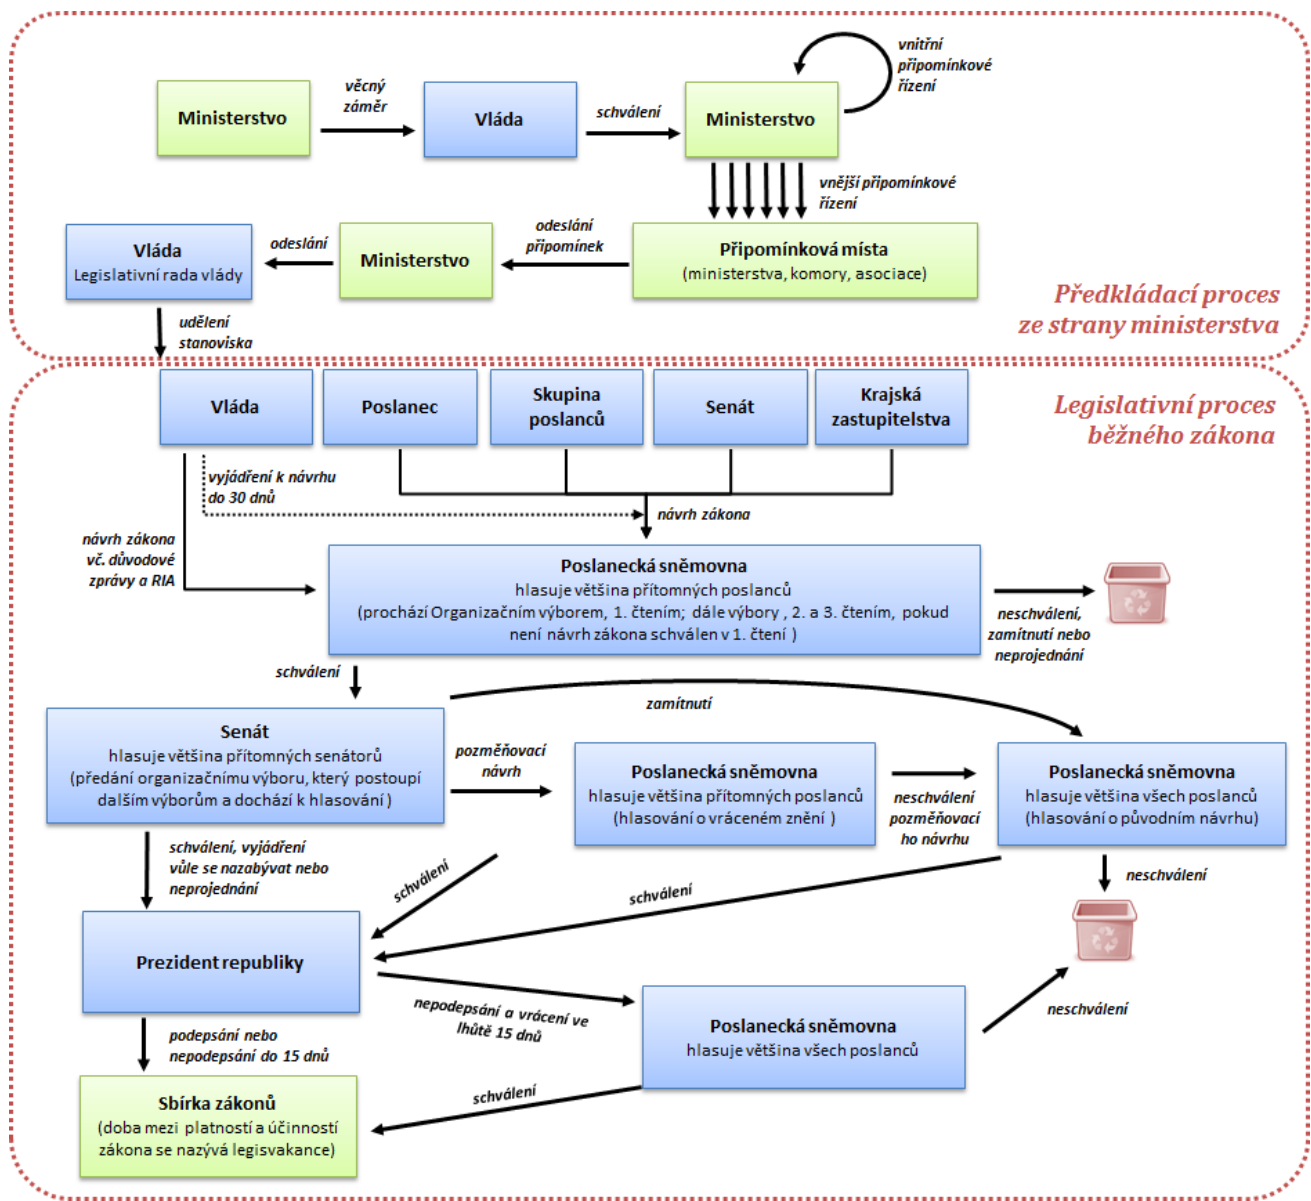 vnitřní
připomínkové
řízení
věcný
záměr
Ministerstvo
Vláda
schválení
Ministerstvo
vnější připomínkové
řízení
Vláda
Legislativní rada vlády
odeslání
Ministerstvo
odeslání
připomínek
Připomínková místa
(ministerstva, komory, asociace)
Předkládací proces
ze strany ministerstva
udělení
stanoviska
Vláda
Poslanec
Skupina
poslanců
Senát
Krajská
zastupitelstva
Legislativní proces
běžného zákona
vyjádření k návrhu
do 30 dnů
návrh zákona
návrh zákona
vč. důvodové
zprávy a RIA
Poslanecká sněmovna
hlasuje většina přítomných poslanců
(prochází Organizačním výborem, 1. čtením; dále výbory , 2. a 3. čtením, pokud
není návrh zákona schválen v 1. čtení )
neschválení,
zamítnutí nebo
neprojednání
schválení
zamítnutí
Senát
hlasuje většina přítomných senátorů
(předání organizačnímu výboru, který postoupí
dalším výborům a dochází k hlasování )
pozměňovací
návrh
Poslanecká sněmovna
hlasuje většina přítomných poslanců
(hlasování o vráceném znění )
neschválení
pozměňovací
ho návrhu
Poslanecká sněmovna
hlasuje většina všech poslanců
(hlasování o původním návrhu)
schválení, vyjádření
vůle se nazabývat nebo
neprojednání
schválení
schválení
neschválení
Prezident republiky
nepodepsání a vrácení ve
lhůtě 15 dnů
Poslanecká sněmovna
hlasuje většina všech poslanců
neschválení
podepsání nebo
nepodepsání do 15 dnů
schválení
Sbírka zákonů
(doba mezi platností a účinností
zákona se nazývá legisvakance)